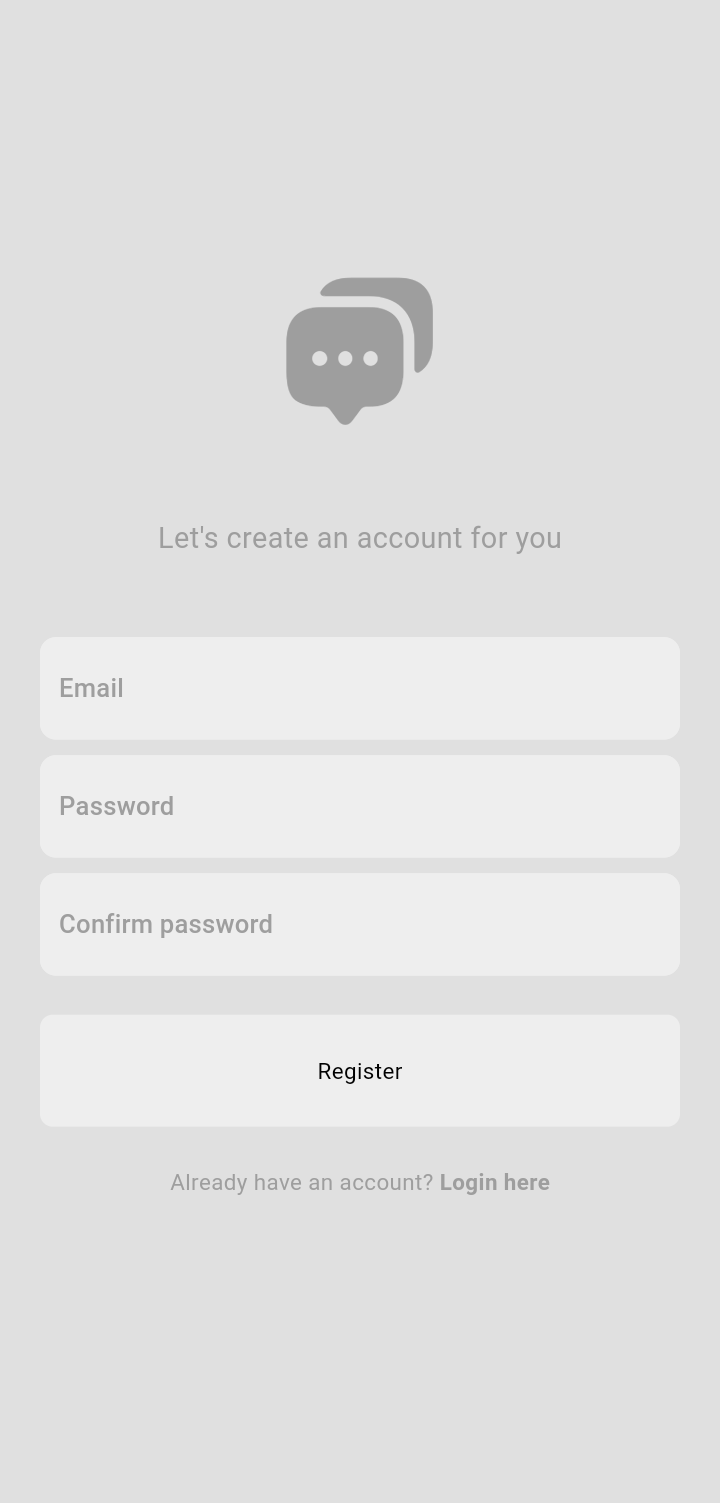 Let's create an account for you
Email
Password
Confirm password
Register
Already have an account? Login here